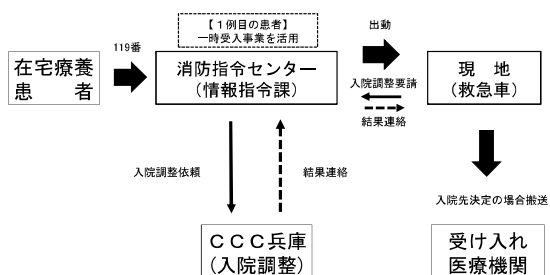 【１例目の患者】
一時受入事業を活用
出動
119番
在宅療養
患　者
消防指令センター
（情報指令課）
入院調整要請
結果連絡
現　地
（救急車）
入院調整依頼
結果連絡
入院先決定の場合搬送
ＣＣＣ兵庫
（入院調整）
受け入れ
医療機関